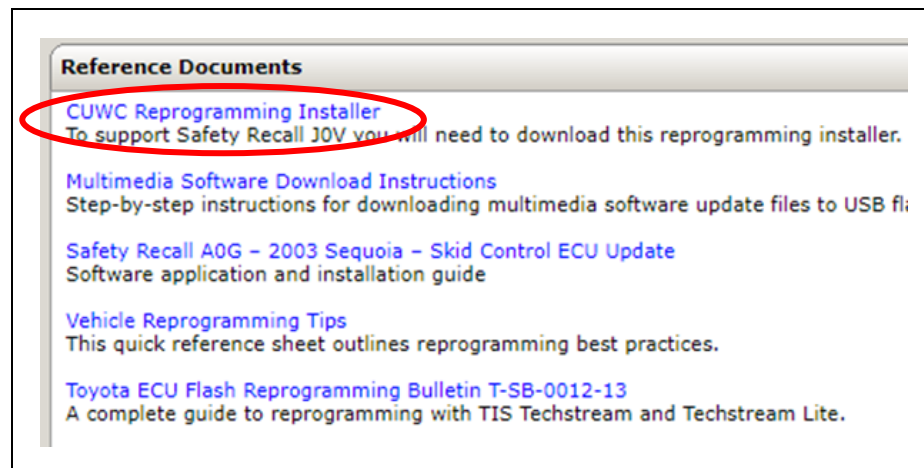 Reference Documents
CUWC Reprogramming Installer
To support Safety Recall J0V you will need to download this reprogramming installer.
Multimedia Software Download Instructions
Step-by-step instructions for downloading multimedia software update files to USB
Safety Recall A0G – 2003 Sequoia – Skid Control ECU Update
Software application and installation guide
Vehicle Reprogramming Tips
This quick reference sheet outlines reprogramming best practices.
Toyota ECU Flash Reprogramming Bulletin T-SB-0012-13
A complete guide to reprogramming with TIS Techstream and Techstream Lite.